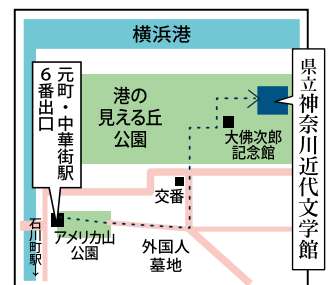 横浜港
県立神奈川近代文学館
元町・中華街駅
６番出口
港の
見える丘
公園
大佛次郎
記念館
交番
石川町駅→
アメリカ山
公園
外国人
墓地